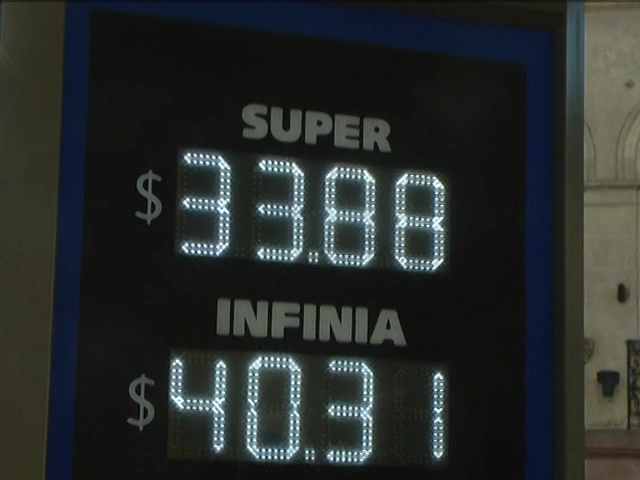 SUPER
$ 33.88
INFINIA
$ 40.31